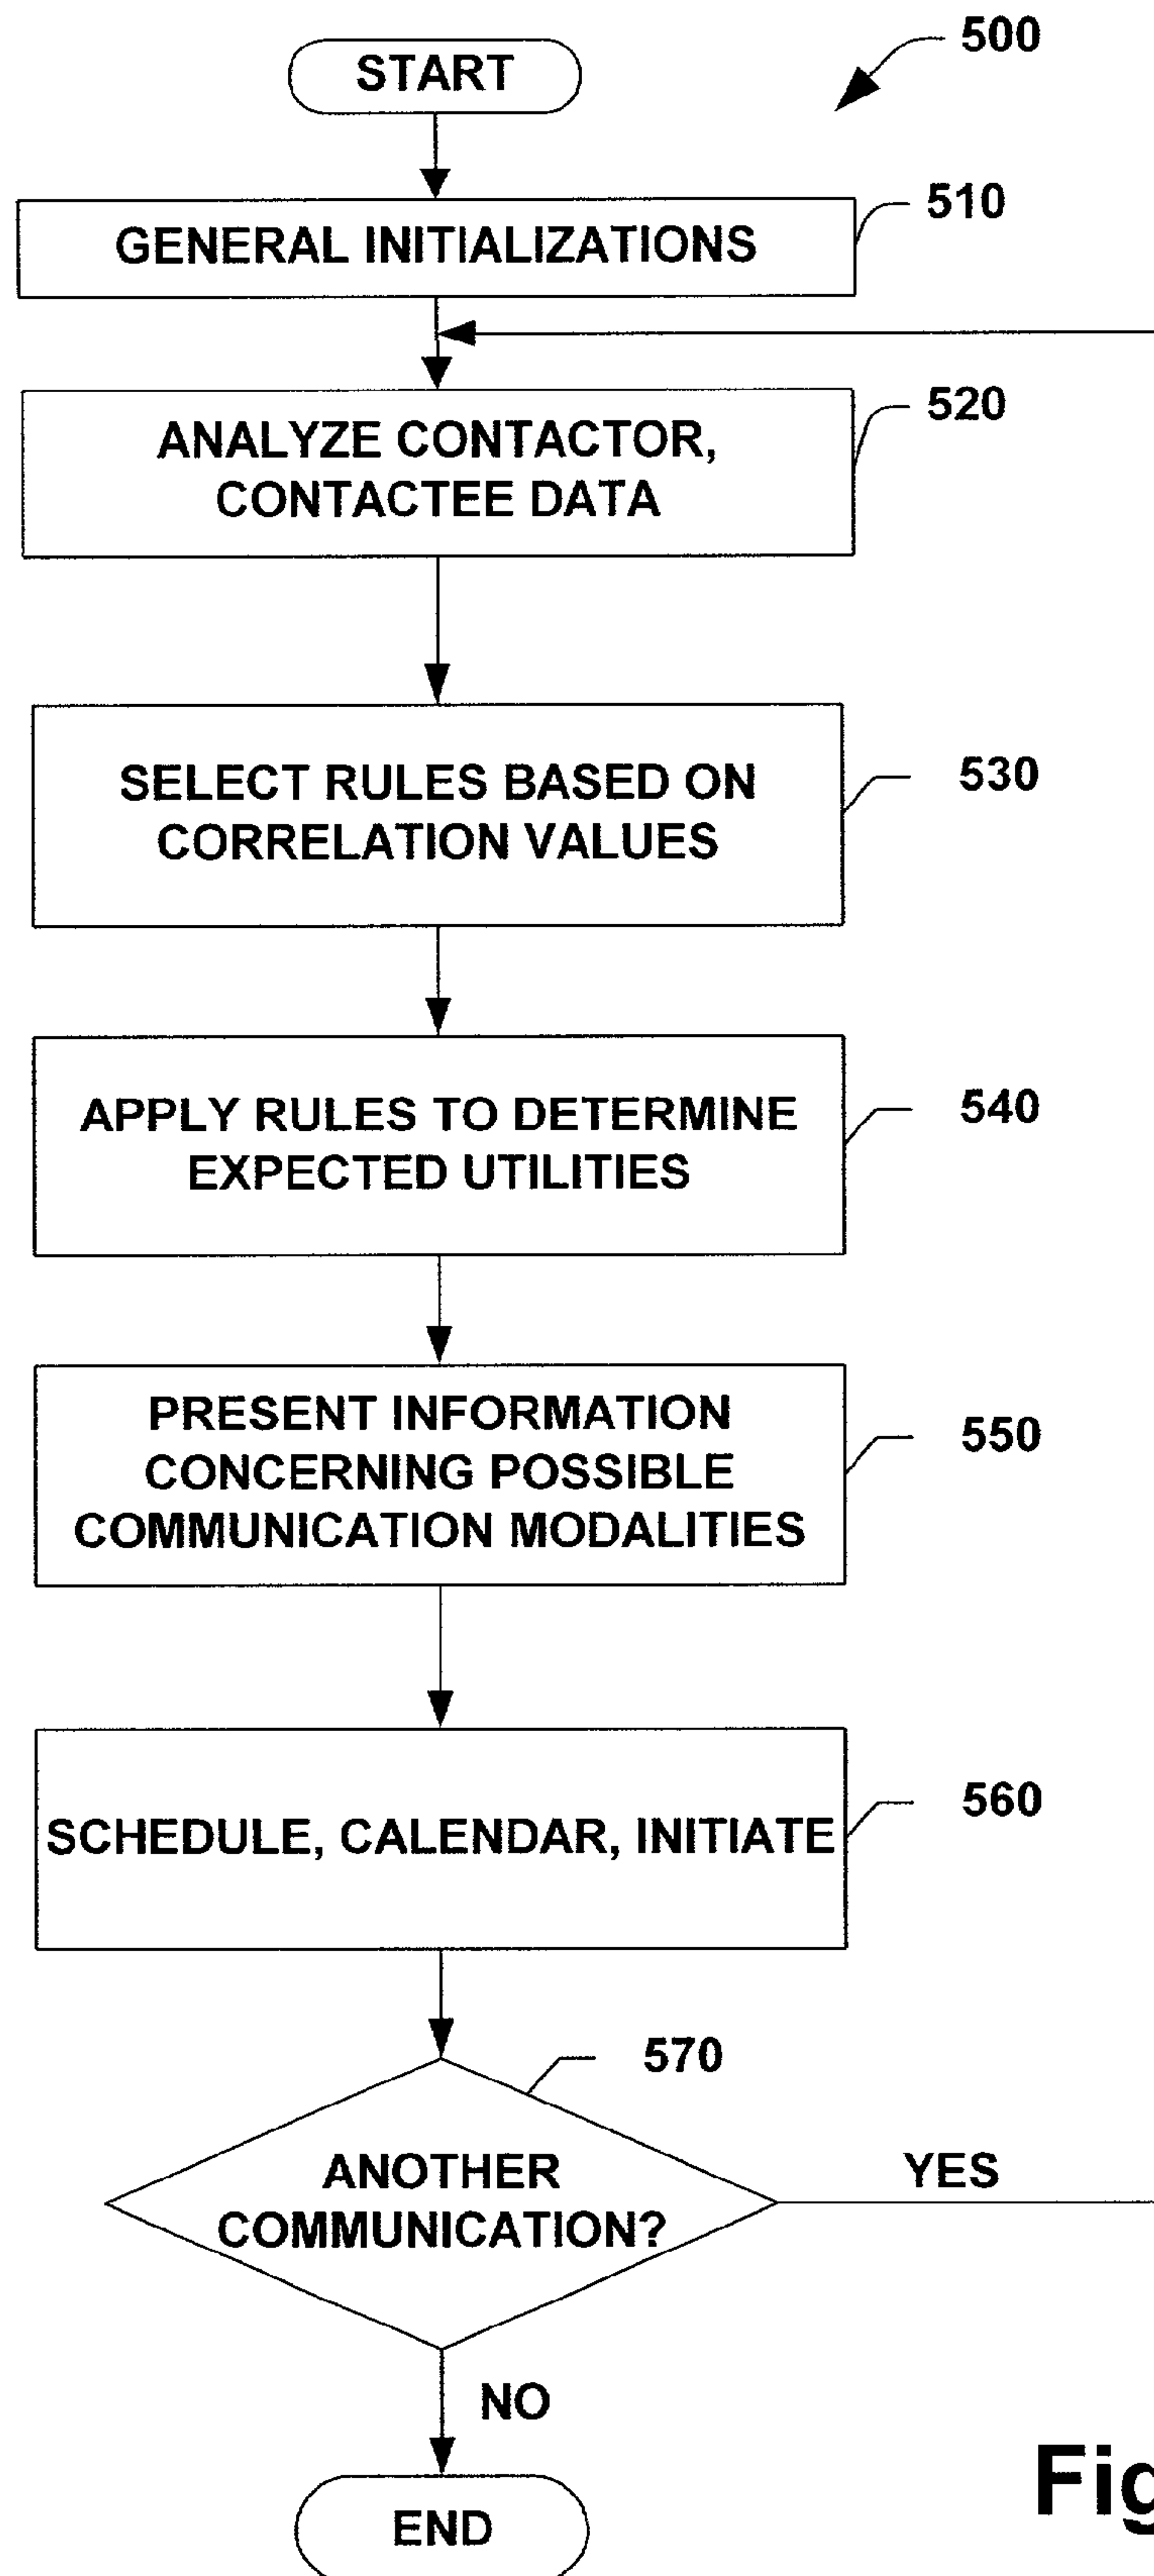 500
START
510
GENERAL INITIALIZATIONS
520
ANALYZE CONTACTOR,
CONTACTEE DATA
530
SELECT RULES BASED ON
CORRELATION VALUES
540
APPLY RULES TO DETERMINE
EXPECTED UTILITIES
550
PRESENT INFORMATION
CONCERNING POSSIBLE
COMMUNICATION MODALITIES
560
SCHEDULE, CALENDAR, INITIATE
570
ANOTHER
COMMUNICATION?
YES
NO
END
Fig